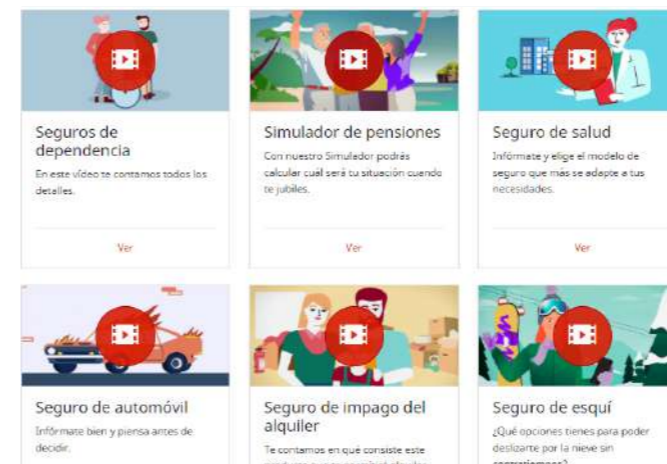 Seguros de
dependencia
En este vídeo te contamos todos los
detalles.
Ver
Simulador de pensiones
Con nuestro Simulador podrás
calcular cuál será tu situación cuando
te jubiles.
Ver
Seguro de salud
Infórmate y elige el modelo de
seguro que más se adapte a tus
necesidades.
Ver
Seguro de automóvil
Infórmate bien y piensa antes de
decidir.
Seguro de impago del
alquiler
Te contamos en qué consiste este
Seguro de esquí
¿Qué opciones tienes para poder
deslizarte por la nieve sin